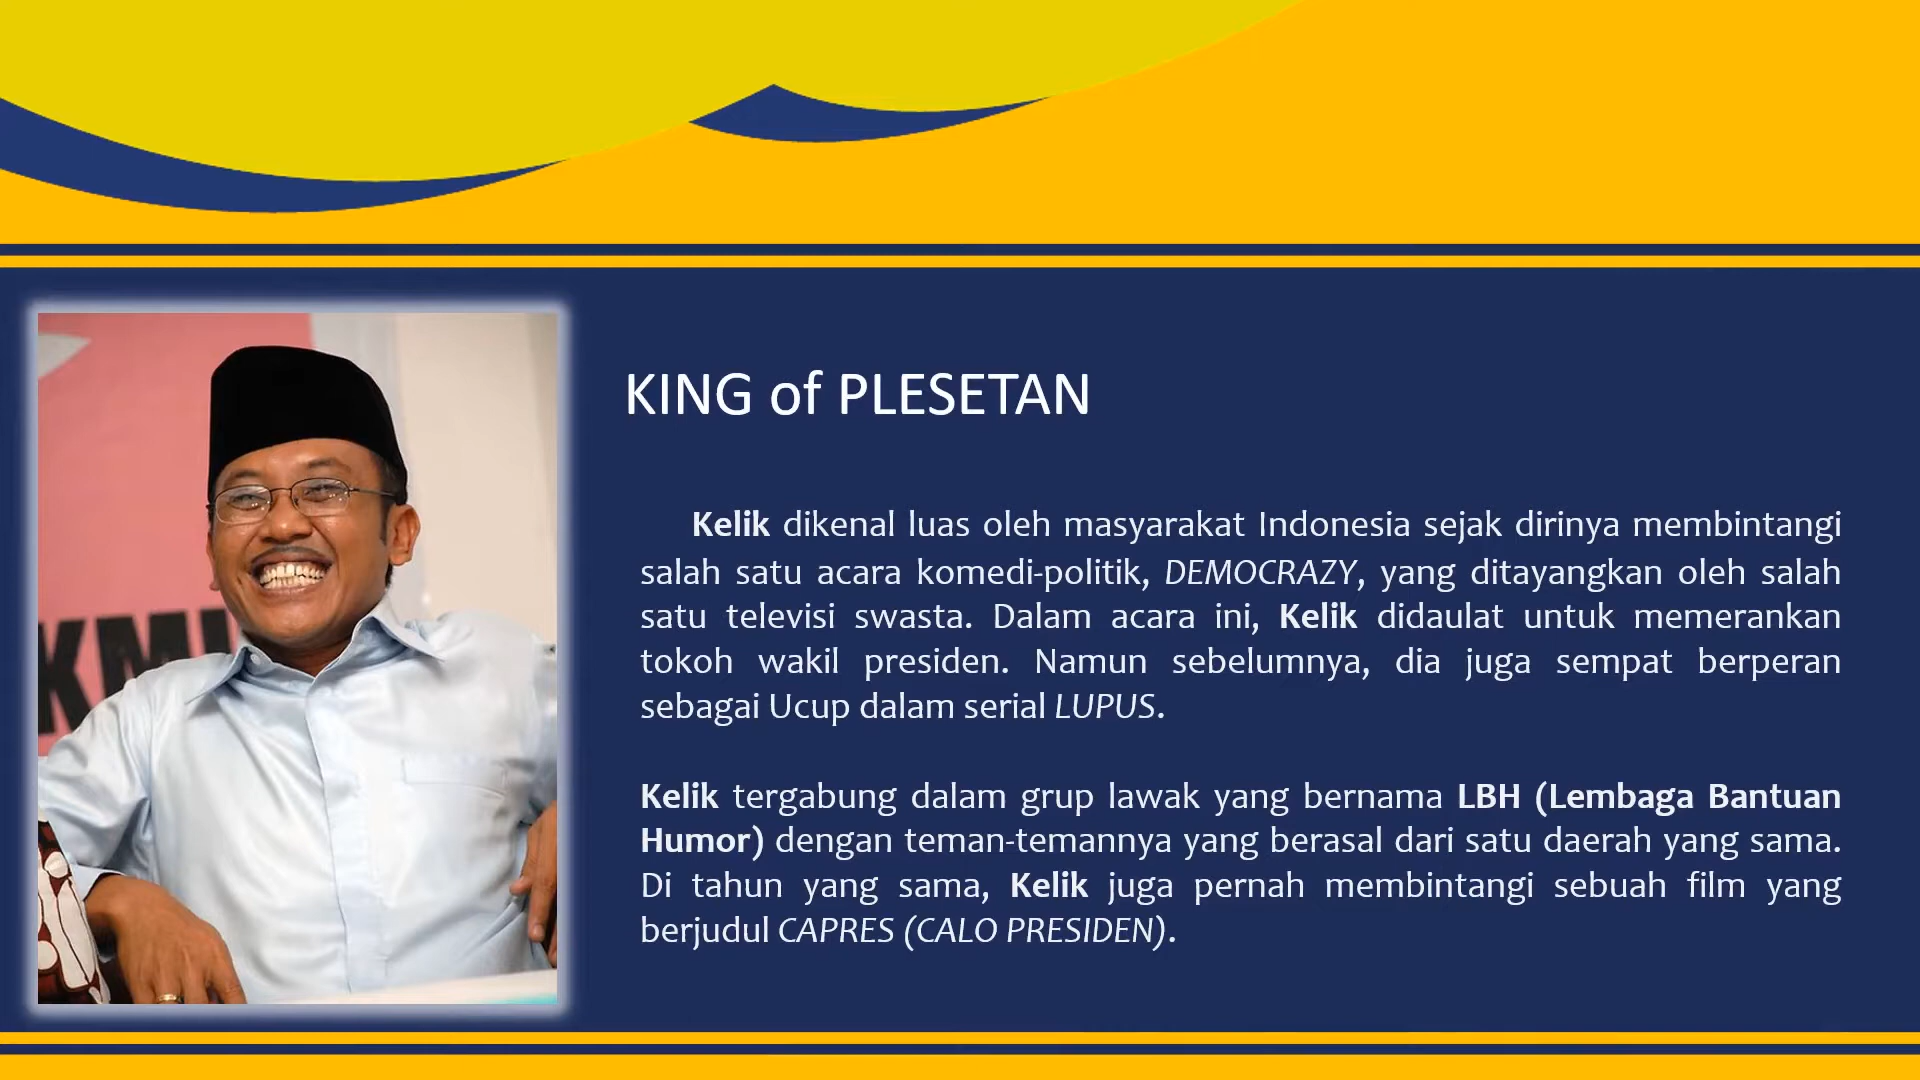 KING of PLESETAN
Kelik dikenal luas oleh masyarakat Indonesia sejak dirinya membintangi
salah satu acara komedi-politik, DEMOCRAZY, yang ditayangkan oleh salah
satu televisi swasta. Dalam acara ini, Kelik didaulat untuk memerankan
tokoh wakil presiden. Namun sebelumnya, dia juga sempat berperan
sebagai Ucup dalam serial LUPUS.
Kelik tergabung dalam grup lawak yang bernama LBH (Lembaga Bantuan
Humor) dengan teman-temannya yang berasal dari satu daerah yang sama.
Di tahun yang sama, Kelik juga pernah membintangi sebuah film yang
berjudul CAPRES (CALO PRESIDEN).